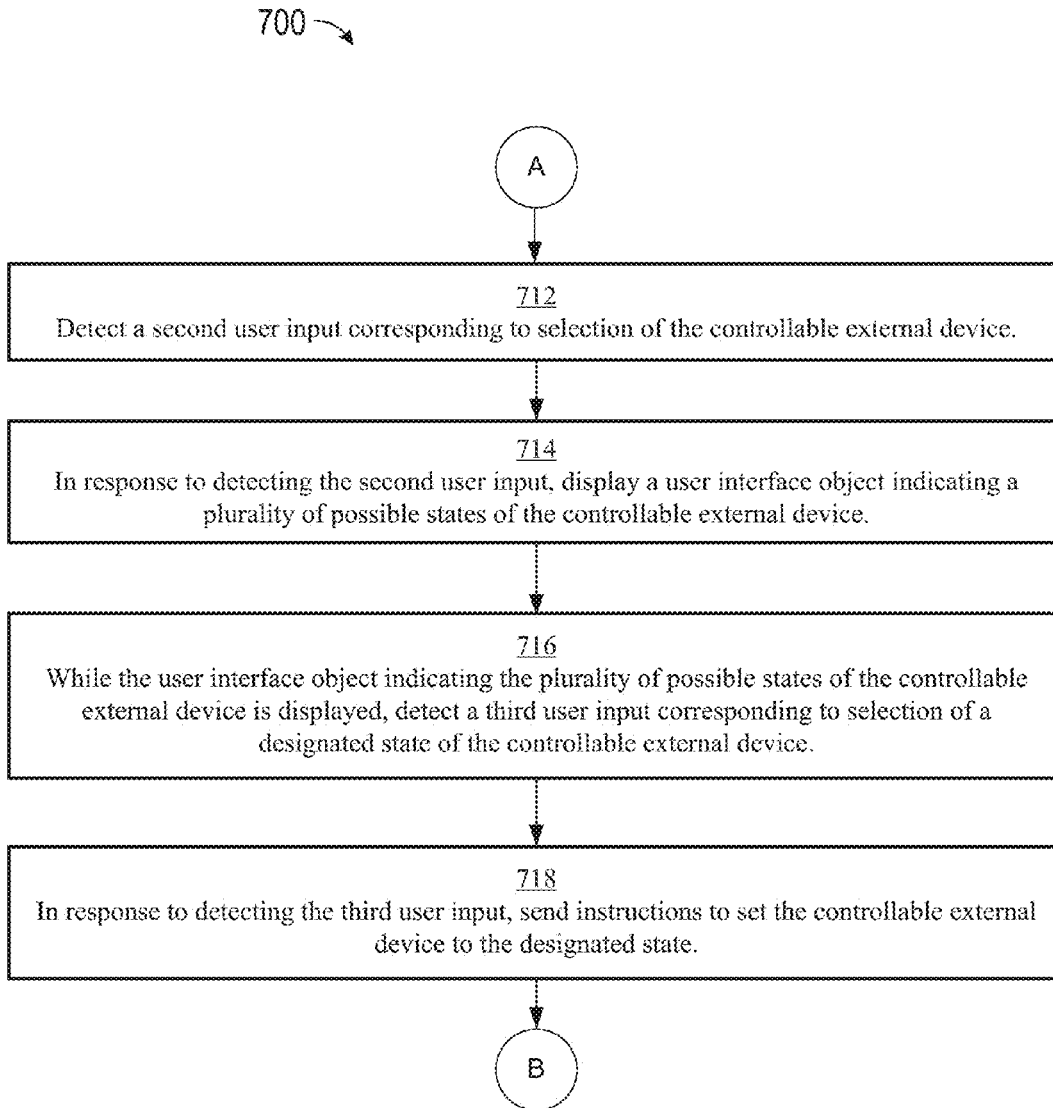 700
A
712
Detect a second user input corresponding to selection of the controllable external device.
714
In response to detecting the second user input, display a user interface object indicating a
plurality of possible states of the controllable external device.
716
While the user interface object indicating the plurality of possible states of the controllable
external device is displayed, detect a third user input corresponding to selection of a
designated state of the controllable external device.
718
In response to detecting the third user input, send instructions to set the controllable external
device to the designated state.
B